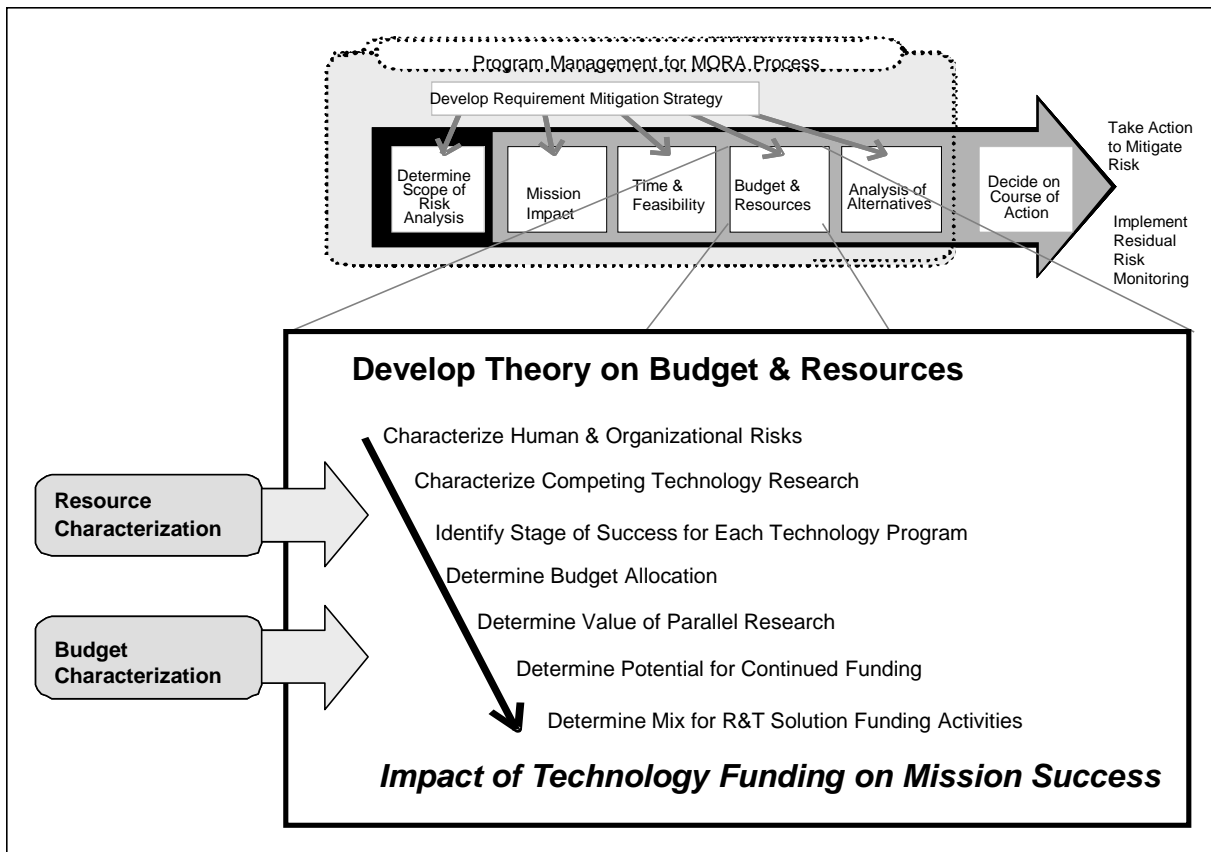 Program Management for MORA Process
Develop Requirement Mitigation Strategy
Determine
Scope of
Risk
Analysis
Mission
Impact
Time &
Feasibility
Budget &
Resources
Analysis of
Alternatives
Decide on
Course of
Action
Take Action
to Mitigate
Risk
Implement
Residual
Risk
Monitoring
Develop Theory on Budget & Resources
Characterize Human & Organizational Risks
Characterize Competing Technology Research
Identify Stage of Success for Each Technology Program
Determine Budget Allocation
Determine Value of Parallel Research
Determine Potential for Continued Funding
Determine Mix for R&T Solution Funding Activities
Impact of Technology Funding on Mission Success
Resource
Characterization
Budget
Characterization